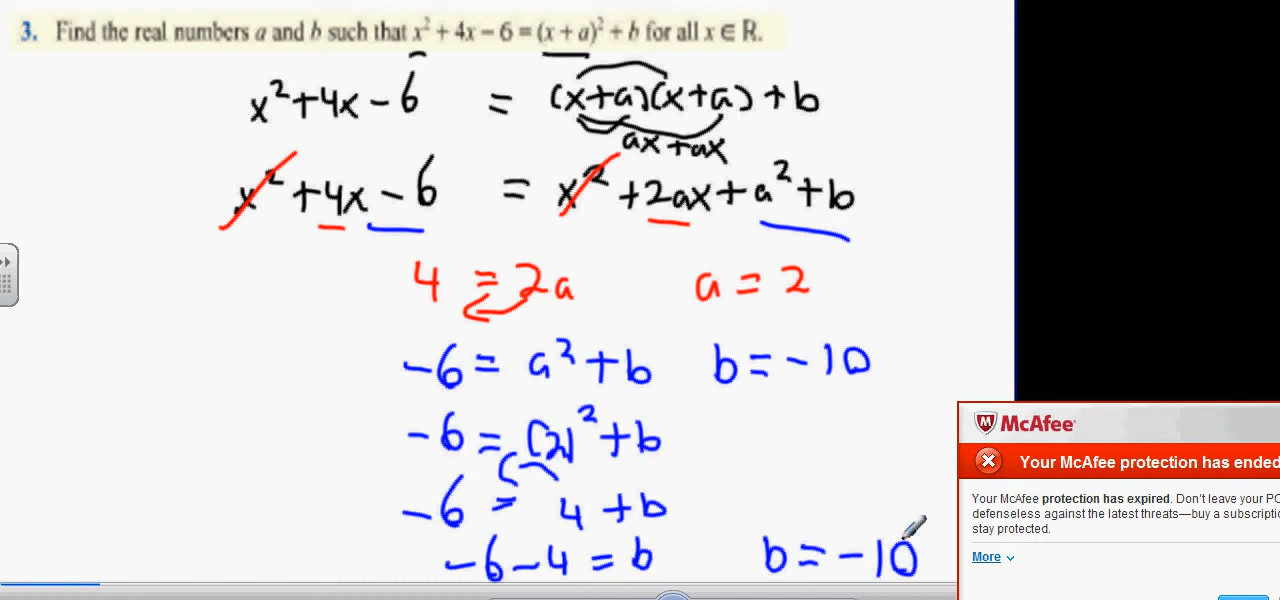 3. Find the real numbers a and b such that x² + 4x − 6 = (x + a)² + b for all x ∈ R.
x² + 4x − 6 = (x+a)(x+a) + b
ax + ax
x² + 4x − 6 = x² + 2ax + a² + b
4 = 2a a = 2
−6 = a² + b b = −10
−6 = (2)² + b
−6 = 4 + b
−6 − 4 = b b = −10
McAfee
Your McAfee protection has ended
Your McAfee protection has expired. Don't leave your PC
defenseless against the latest threats—buy a subscripti
stay protected.
More